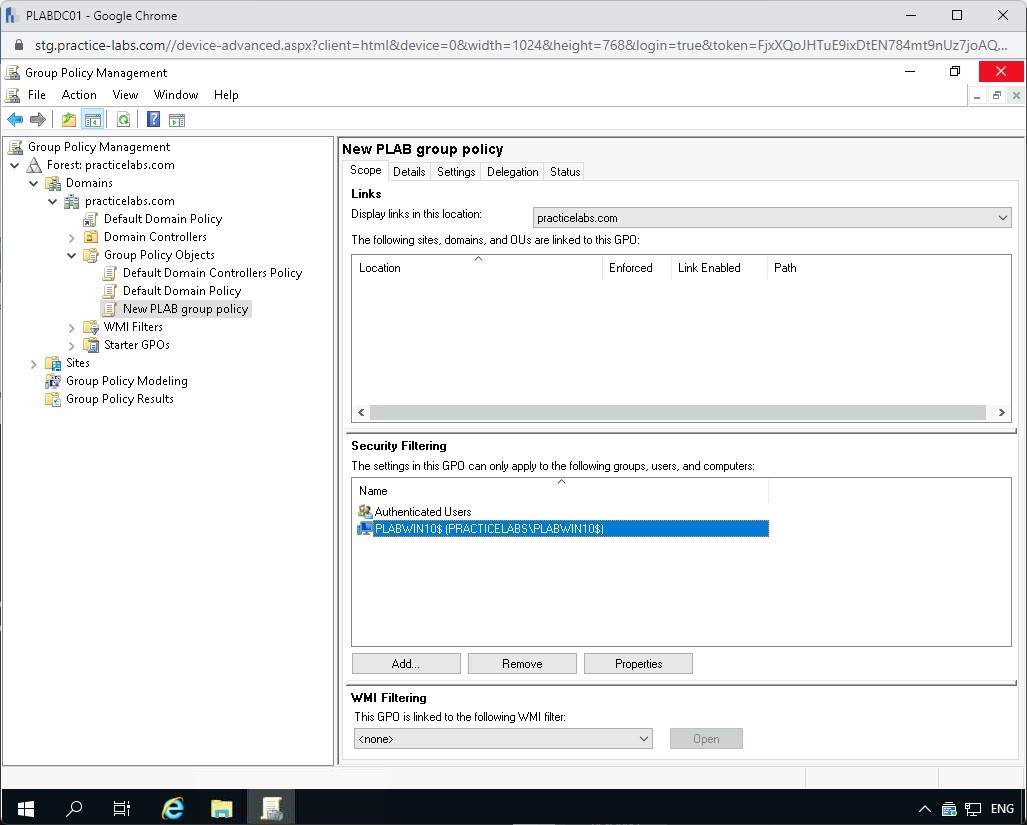 PLABDC01 - Google Chrome
stg.practice-labs.com//device-advanced.aspx?client=html&device=0&width=1024&height=768&login=true&token=FjxXQoJHTuE9ixDtEN784mt9nUz7joAQ...
Group Policy Management
File Action View Window Help
Group Policy Management
Forest: practicelabs.com
Domains
practicelabs.com
Default Domain Policy
Domain Controllers
Group Policy Objects
Default Domain Controllers Policy
Default Domain Policy
New PLAB group policy
WMI Filters
Starter GPOs
Sites
Group Policy Modeling
Group Policy Results
New PLAB group policy
Scope Details Settings Delegation Status
Links
Display links in this location: practicelabs.com
The following sites, domains, and OUs are linked to this GPO:
Location Enforced Link Enabled Path
Security Filtering
The settings in this GPO can only apply to the following groups, users, and computers:
Name
Authenticated Users
PLABWIN10$ (PRACTICELABS\PLABWIN10$)
Add... Remove Properties
WMI Filtering
This GPO is linked to the following WMI filter:
<none> Open
ENG